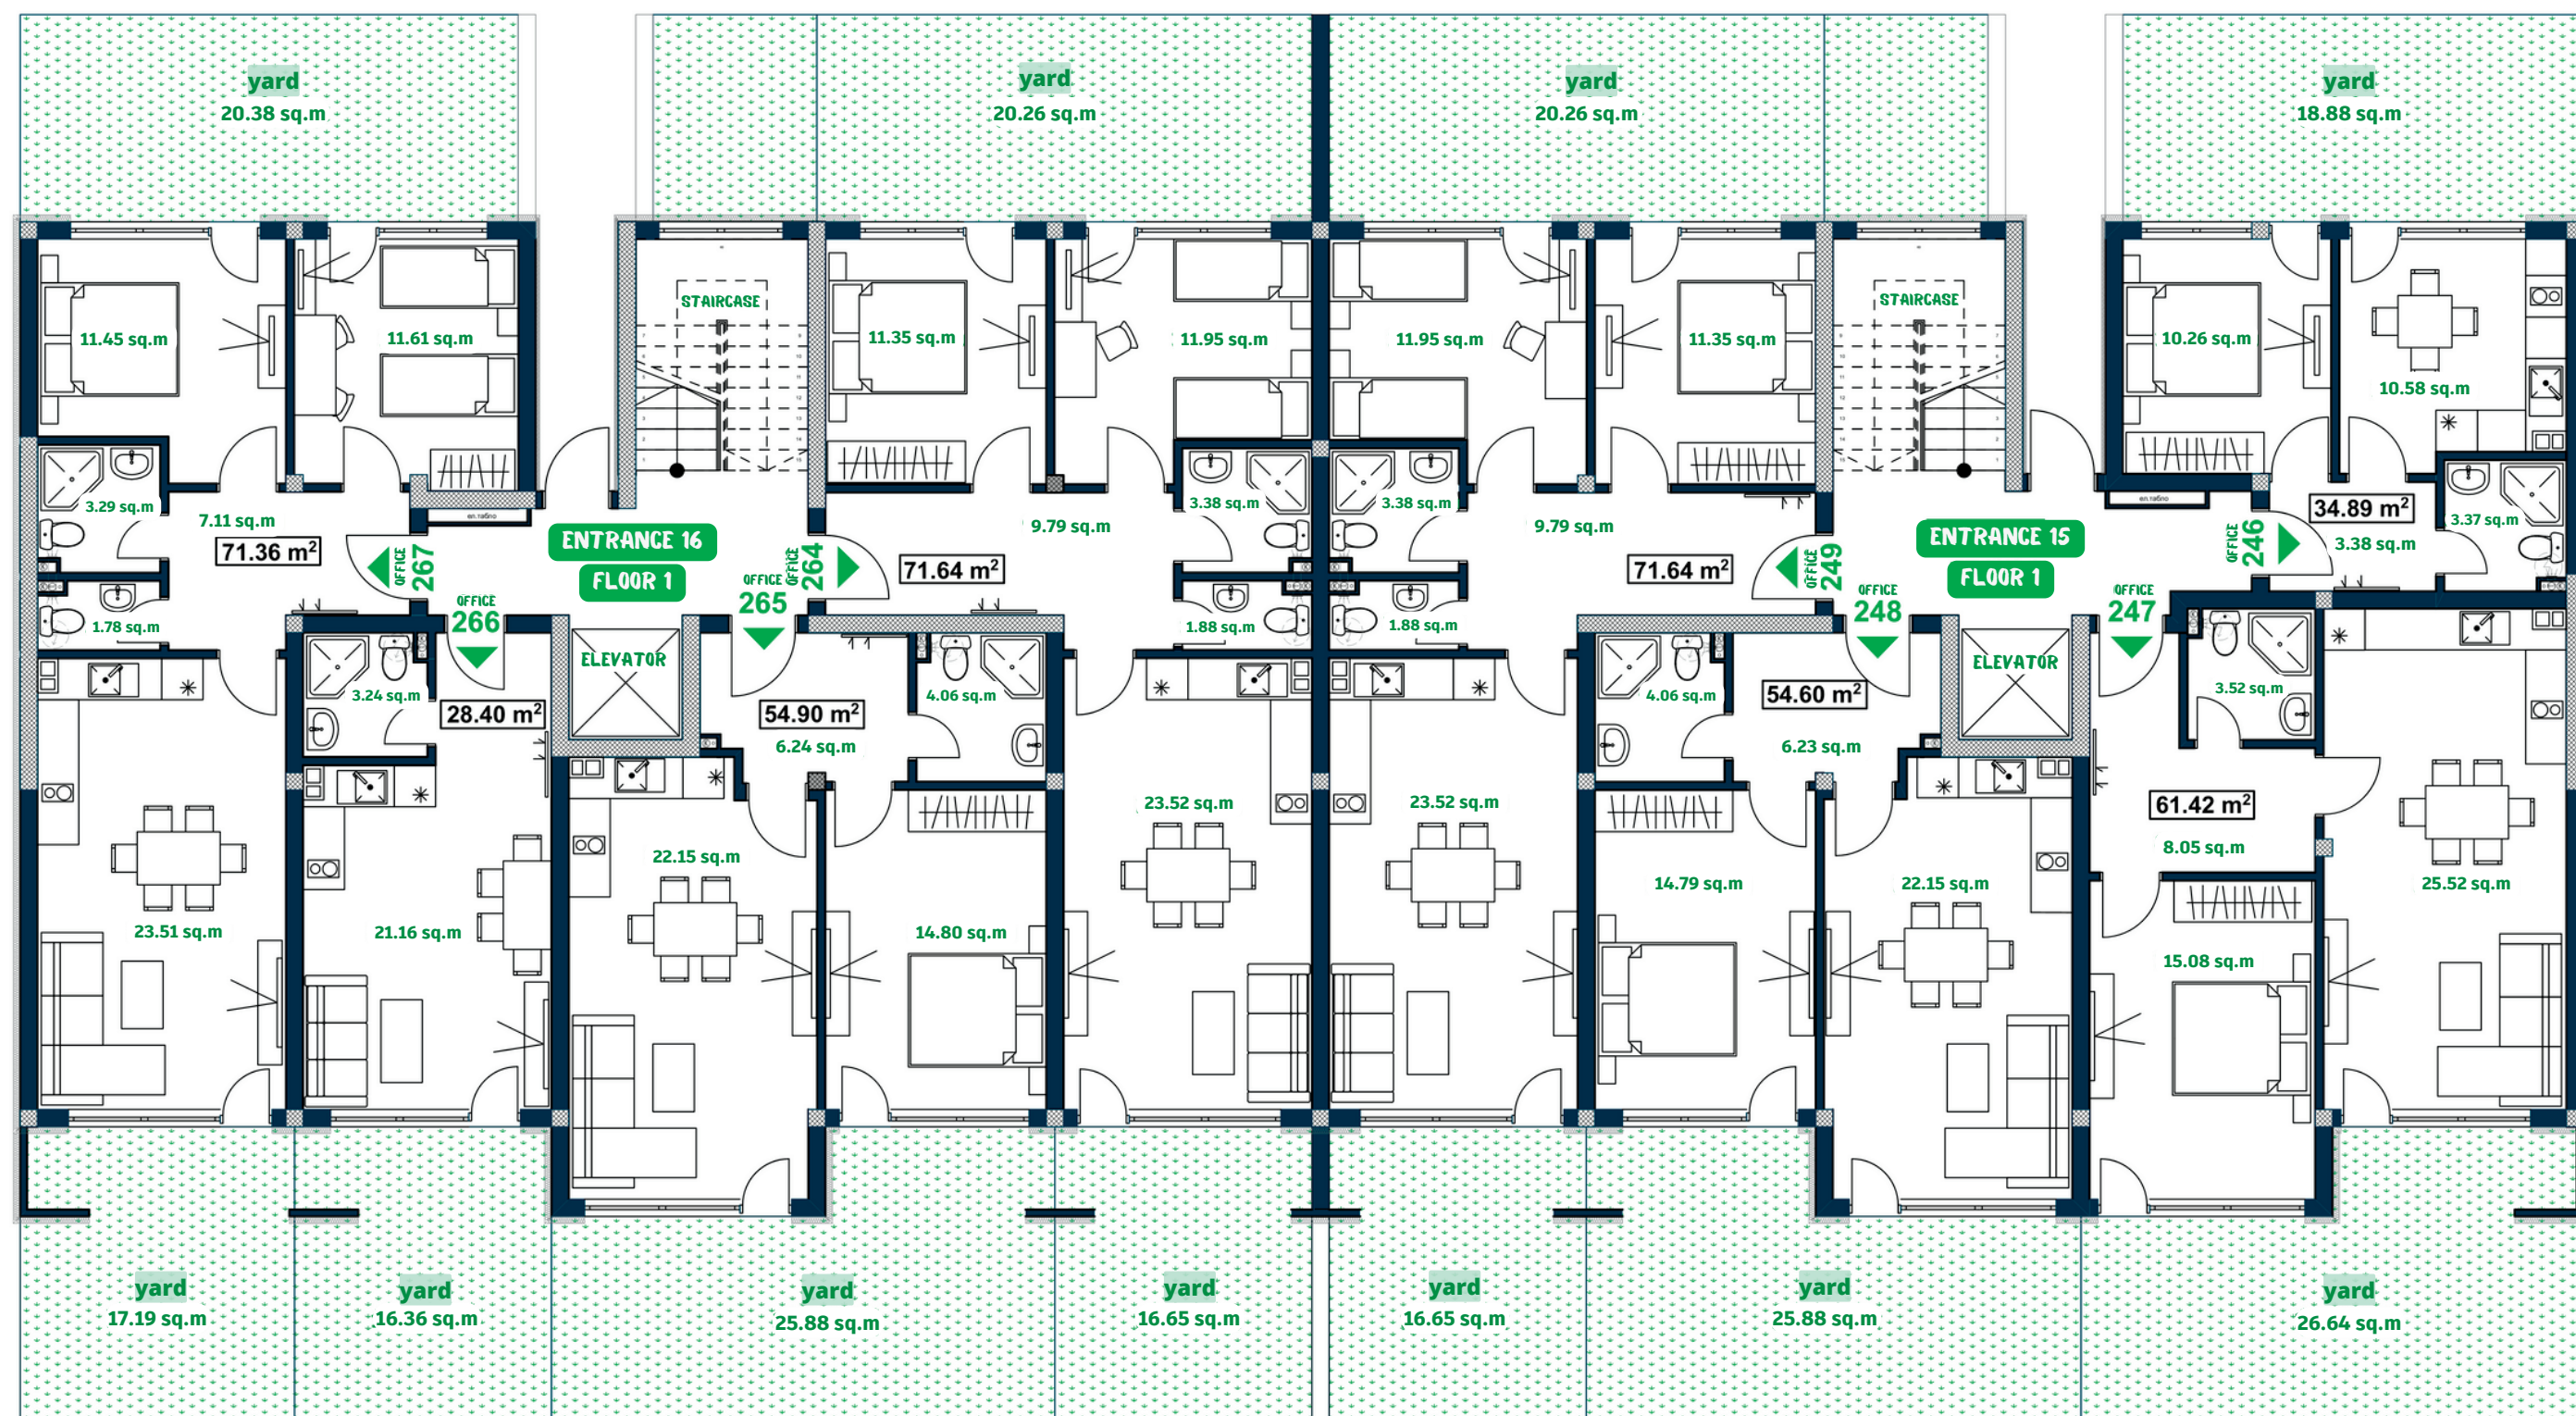 yard
20.38 sq.m
yard
20.26 sq.m
yard
20.26 sq.m
yard
18.88 sq.m
STAIRCASE
STAIRCASE
11.45 sq.m
11.61 sq.m
11.35 sq.m
11.95 sq.m
11.95 sq.m
11.35 sq.m
10.26 sq.m
10.58 sq.m
3.29 sq.m
7.11 sq.m
71.36 m²
ел.табло
OFFICE
267
ENTRANCE 16
FLOOR 1
OFFICE
264
9.79 sq.m
71.64 m²
3.38 sq.m
3.38 sq.m
9.79 sq.m
71.64 m²
OFFICE
249
ENTRANCE 15
FLOOR 1
ел.табло
OFFICE
246
34.89 m²
3.38 sq.m
3.37 sq.m
1.78 sq.m
OFFICE
266
OFFICE
265
1.88 sq.m
1.88 sq.m
OFFICE
248
OFFICE
247
ELEVATOR
ELEVATOR
3.24 sq.m
28.40 m²
54.90 m²
6.24 sq.m
4.06 sq.m
4.06 sq.m
54.60 m²
6.23 sq.m
3.52 sq.m
61.42 m²
8.05 sq.m
23.52 sq.m
23.52 sq.m
22.15 sq.m
14.79 sq.m
22.15 sq.m
25.52 sq.m
23.51 sq.m
21.16 sq.m
14.80 sq.m
15.08 sq.m
yard
17.19 sq.m
yard
16.36 sq.m
yard
25.88 sq.m
yard
16.65 sq.m
yard
16.65 sq.m
yard
25.88 sq.m
yard
26.64 sq.m